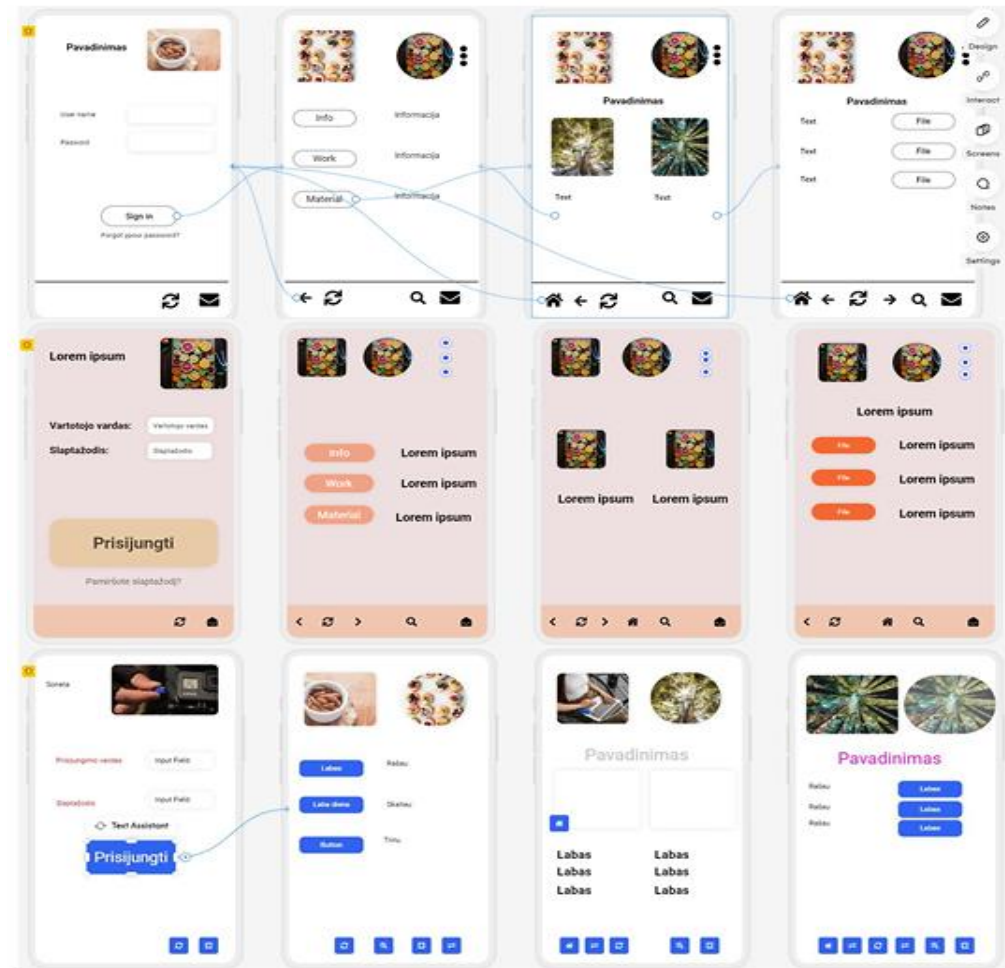 Pavadinimas
User name
Password
Sign in
Forgot ypour password?
Info
Informacija
Work
Informacija
Material
Informacija
Pavadinimas
Text
Text
Pavadinimas
Text
File
Text
File
Text
File
Design
Interact
Screens
Notes
Settings
Lorem ipsum
Vartotojo vardas:
Vartotojo vardas
Slaptažodis:
Slaptažodis
Prisijungti
Pamiršote slaptažodį?
Info
Lorem ipsum
Work
Lorem ipsum
Material
Lorem ipsum
Lorem ipsum
Lorem ipsum
Lorem ipsum
File
Lorem ipsum
File
Lorem ipsum
File
Lorem ipsum
Prisijungimo vardas
Input Field
Slaptažodis
Input Field
Text Assistant
Prisijungti
Labas
Rašau
Laba diena
Skaitau
Button
Pavadinimas
Labas
Labas
Labas
Labas
Labas
Labas
Pavadinimas
Rašau
Labas
Rašau
Labas
Rašau
Labas